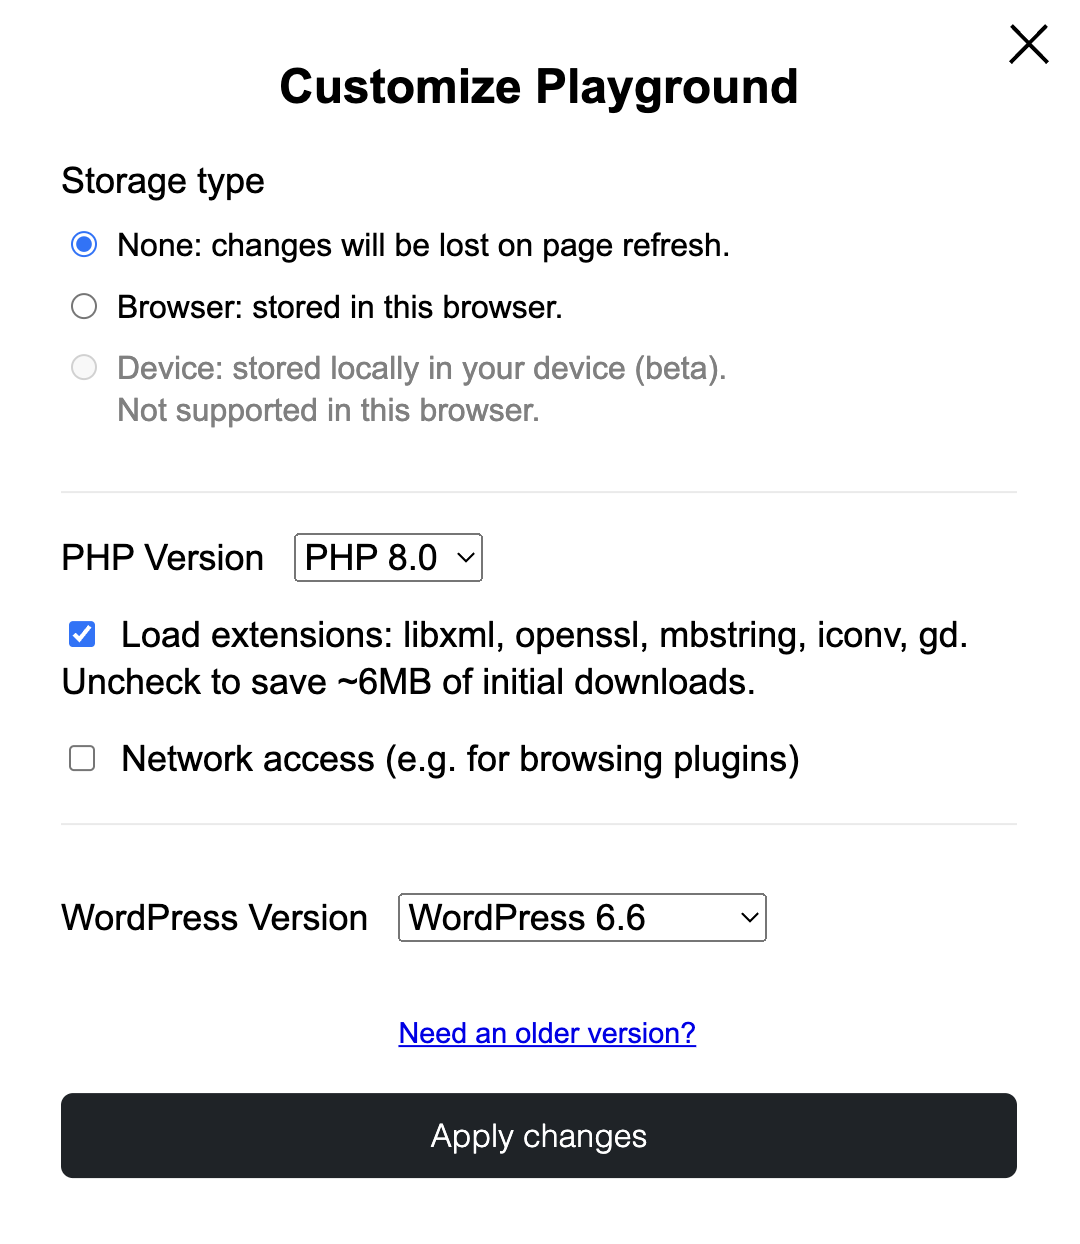 Customize Playground
Storage type
None: changes will be lost on page refresh.
Browser: stored in this browser.
Device: stored locally in your device (beta).
Not supported in this browser.
PHP Version PHP 8.0
Load extensions: libxml, openssl, mbstring, iconv, gd.
Uncheck to save ~6MB of initial downloads.
Network access (e.g. for browsing plugins)
WordPress Version WordPress 6.6
Need an older version?
Apply changes